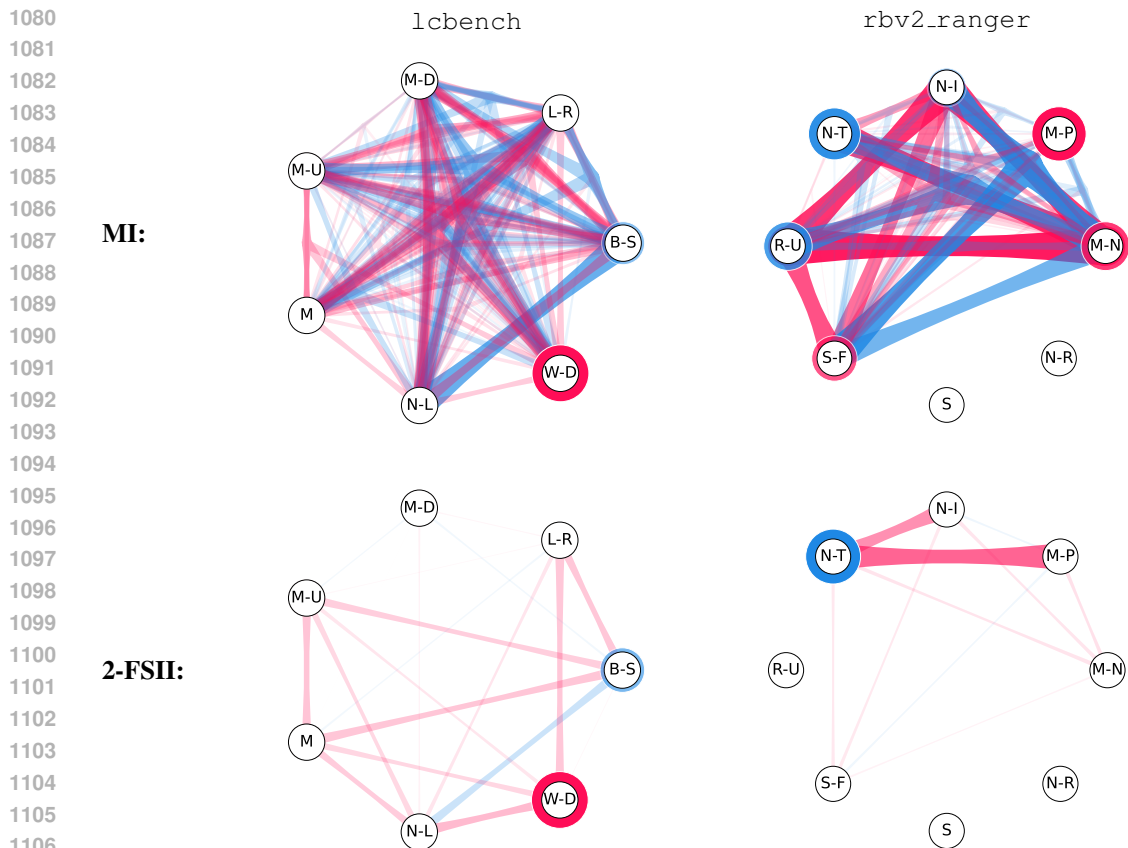 1080
lcbench rbv2_ranger
1081
1082
M-D N-I
1083
L-R
1084
N-T M-P
1085
M-U
1086
1087
MI: B-S R-U M-N
1088
1089
M
1090
N-R
1091
W-D S-F
1092
N-L S
1093
1094
1095
M-D N-I
1096
L-R
1097
N-T M-P
1098
M-U
1099
1100
2-FSII: B-S R-U M-N
1101
1102
M
1103
1104
W-D S-F N-R
1105
N-L S
1106